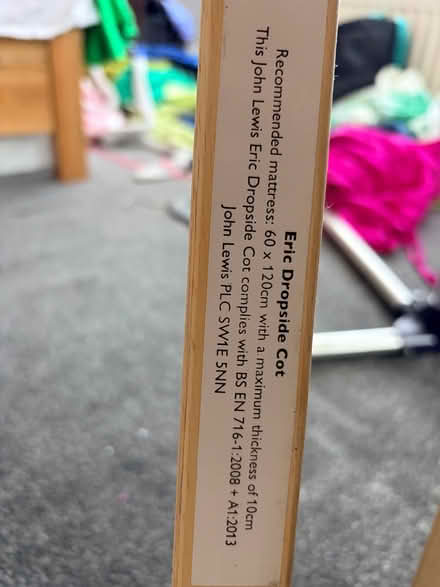 Eric Dropside Cot
Recommended mattress: 60 x 120cm with a maximum thickness of 10cm
This John Lewis Eric Dropside Cot complies with BS EN 716-1:2008 + A1:2013
John Lewis PLC SW1E 5NN